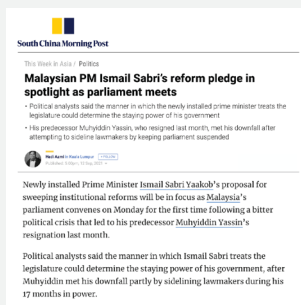 South China Morning Post
This Week in Asia / Politics
Malaysian PM Ismail Sabri's reform pledge in
spotlight as parliament meets
• Political analysts said the manner in which the newly installed prime minister treats the
legislature could determine the staying power of his government
• His predecessor Muhyiddin Yassin, who resigned last month, met his downfall after
attempting to sideline lawmakers by keeping parliament suspended
in Kuala Lumpur
Published:
Newly installed Prime Minister Ismail Sabri Yaakob's proposal for
sweeping institutional reforms will be in focus as Malaysia's
parliament convenes on Monday for the first time following a bitter
political crisis that led to his predecessor Muhyiddin Yassin's
resignation last month.
Political analysts said the manner in which Ismail Sabri treats the
legislature could determine the staying power of his government, after
Muhyiddin met his downfall partly by sidelining lawmakers during his
17 months in power.